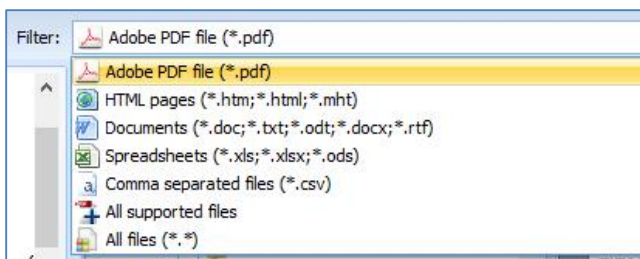 Filter: Adobe PDF file (*.pdf)
Adobe PDF file (*.pdf)
HTML pages (*.htm;*.html;*.mht)
Documents (*.doc;*.txt;*.odt;*.docx;*.rtf)
Spreadsheets (*.xls;*.xlsx;*.ods)
Comma separated files (*.csv)
All supported files
All files (*.*)